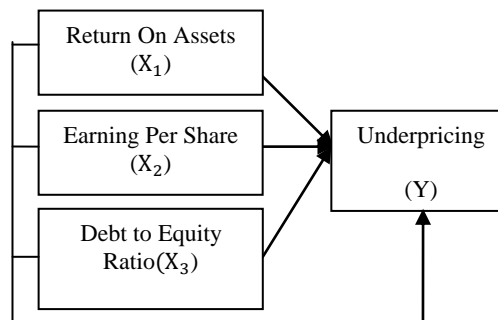 Return On Assets
(X₁)
Earning Per Share
(X₂)
Debt to Equity
Ratio(X₃)
Underpricing
(Y)